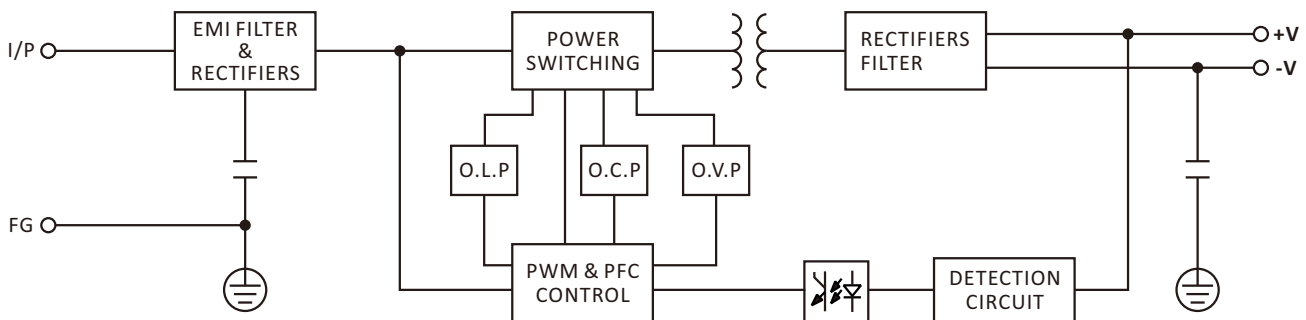 I/P
EMI FILTER
&
RECTIFIERS
POWER
SWITCHING
RECTIFIERS
FILTER
+V
-V
O.L.P
O.C.P
O.V.P
FG
PWM & PFC
CONTROL
DETECTION
CIRCUIT